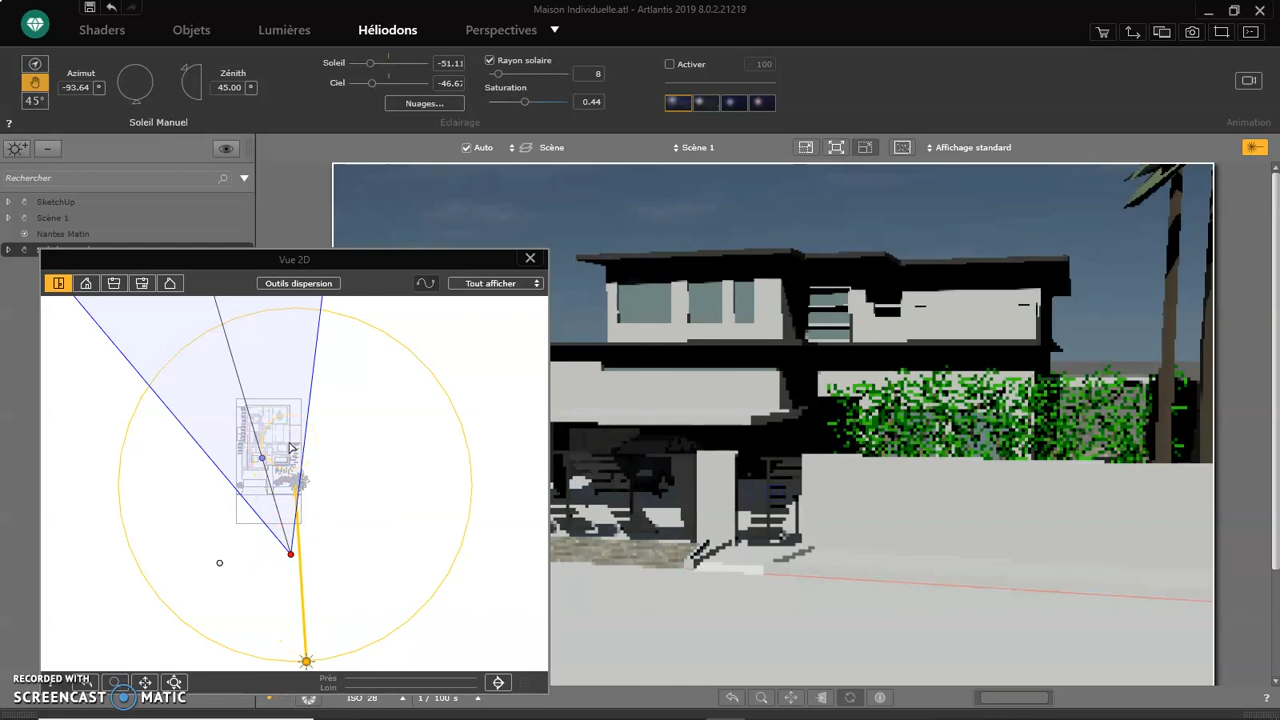 Maison Individuelle.atl - Artlantis 2019 8.0.2.21219
Shaders Objets Lumières Héliodons Perspectives
Azimut Zénith Soleil -51.11 Rayon solaire Activer 100
-93.64 ° 45.00 ° Ciel -46.67 8
45° Saturation 0.44
Nuages...
? Soleil Manuel Eclairage Animation
Auto Scène Scène 1 Affichage standard
Rechercher
SketchUp
Scène 1
Nantes Matin
Vue 2D
Outils dispersion Tout afficher
Près
Loin
RECORDED WITH
SCREENCAST MATIC
ISO 28 1 / 100 s
?